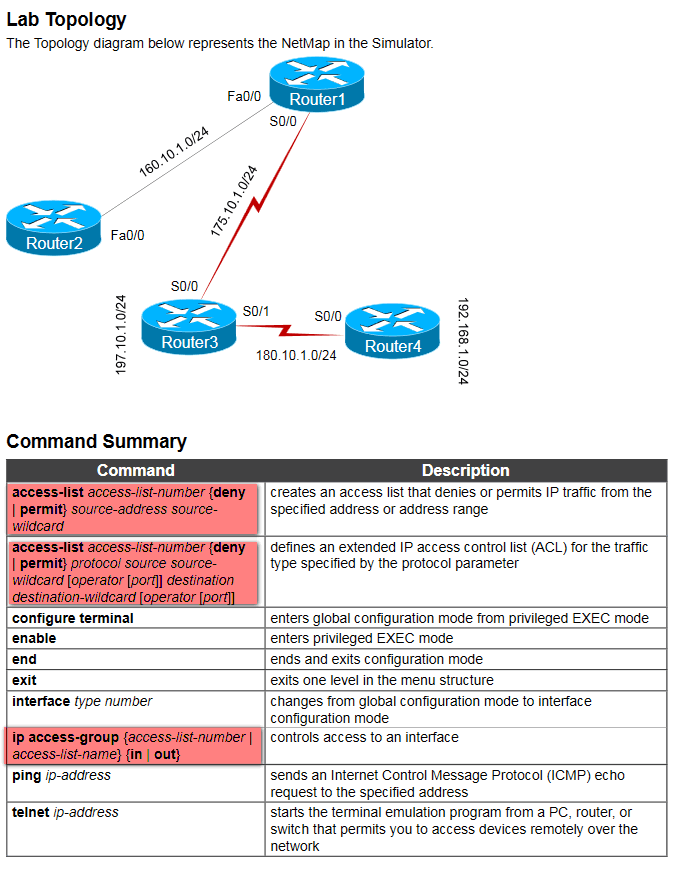 Lab Topology
The Topology diagram below represents the NetMap in the Simulator.
Router1
Fa0/0
S0/0
160.10.1.0/24
175.10.1.0/24
Router2
Fa0/0
S0/0
197.10.1.0/24
Router3
S0/1
S0/0
180.10.1.0/24
Router4
192.168.1.0/24
Command Summary
Command Description
access-list access-list-number {deny
| permit} source-address source-
wildcard
creates an access list that denies or permits IP traffic from the
specified address or address range
access-list access-list-number {deny
| permit} protocol source source-
wildcard [operator [port]] destination
destination-wildcard [operator [port]]
defines an extended IP access control list (ACL) for the traffic
type specified by the protocol parameter
configure terminal enters global configuration mode from privileged EXEC mode
enable enters privileged EXEC mode
end ends and exits configuration mode
exit exits one level in the menu structure
interface type number
changes from global configuration mode to interface
configuration mode
ip access-group {access-list-number |
access-list-name} {in | out}
controls access to an interface
ping ip-address
sends an Internet Control Message Protocol (ICMP) echo
request to the specified address
telnet ip-address
starts the terminal emulation program from a PC, router, or
switch that permits you to access devices remotely over the
network